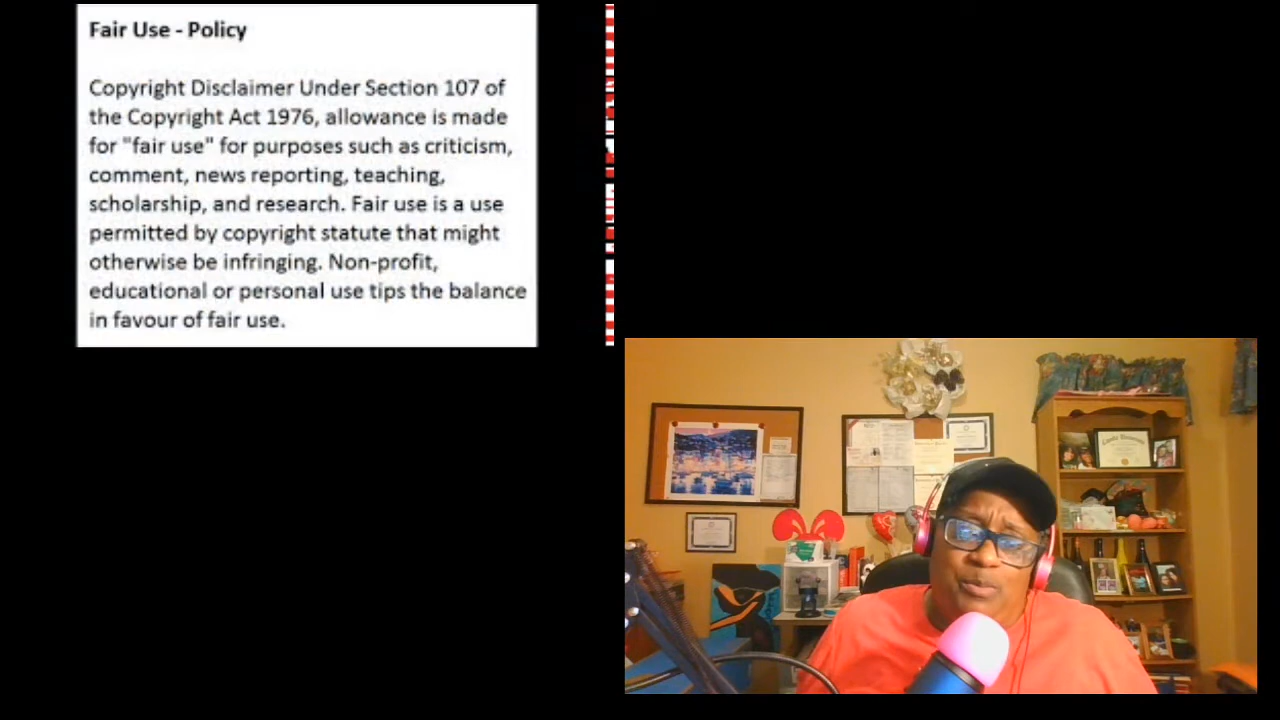 Fair Use - Policy
Copyright Disclaimer Under Section 107 of
the Copyright Act 1976, allowance is made
for "fair use" for purposes such as criticism,
comment, news reporting, teaching,
scholarship, and research. Fair use is a use
permitted by copyright statute that might
otherwise be infringing. Non-profit,
educational or personal use tips the balance
in favour of fair use.